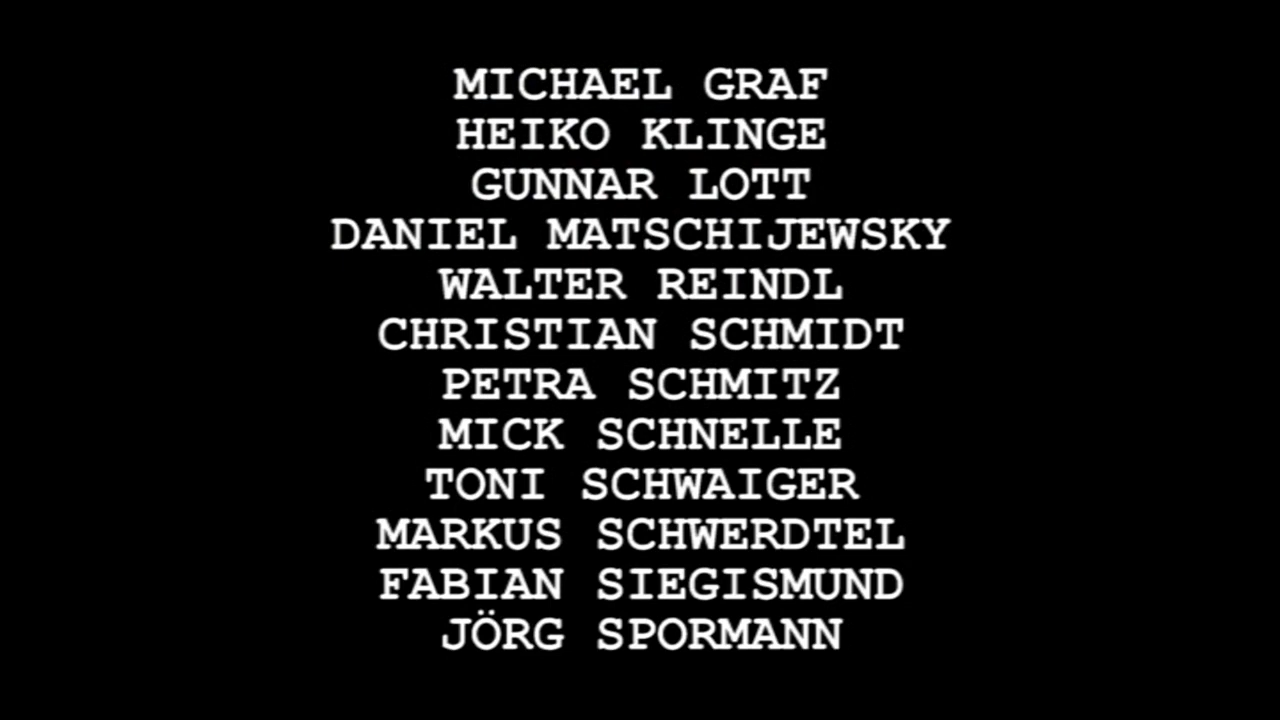 MICHAEL GRAF
HEIKO KLINGE
GUNNAR LOTT
DANIEL MATSCHIJEWSKY
WALTER REINDL
CHRISTIAN SCHMIDT
PETRA SCHMITZ
MICK SCHNELLE
TONI SCHWAIGER
MARKUS SCHWERDTEL
FABIAN SIEGISMUND
JÖRG SPORMANN